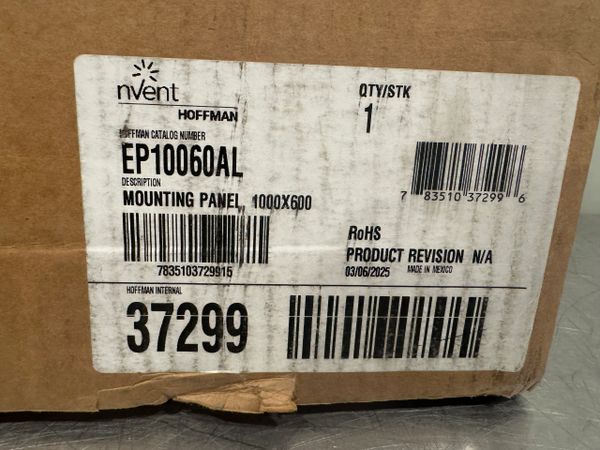 nVent
HOFFMAN
QTY/STK
1
HOFFMAN CATALOG NUMBER
EP10060AL
DESCRIPTION
MOUNTING PANEL, 1000X600
7835103729915
7 83510 37299 6
RoHS
PRODUCT REVISION N/A
03/06/2025 MADE IN MEXICO
HOFFMAN INTERNAL
37299